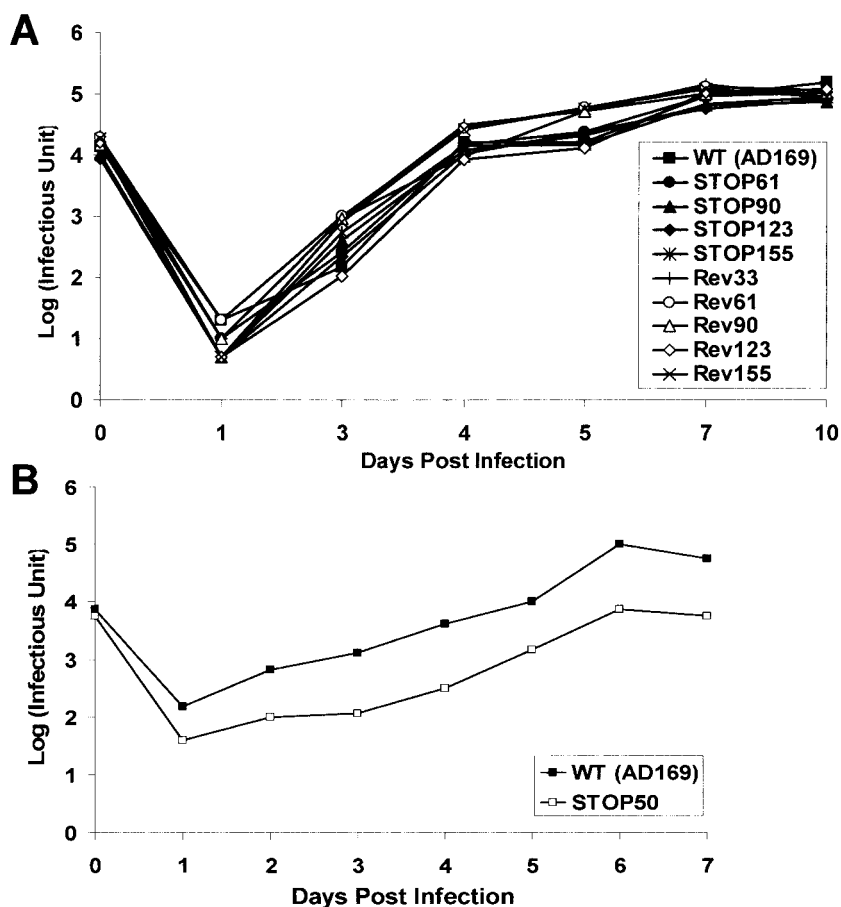 A
6
5
4
3
2
1
0
Log (Infectious Unit)
WT (AD169)
STOP61
STOP90
STOP123
STOP155
Rev33
Rev61
Rev90
Rev123
Rev155
0 1 3 4 5 7 10
Days Post Infection
B
6
5
4
3
2
1
0
Log (Infectious Unit)
WT (AD169)
STOP50
0 1 2 3 4 5 6 7
Days Post Infection